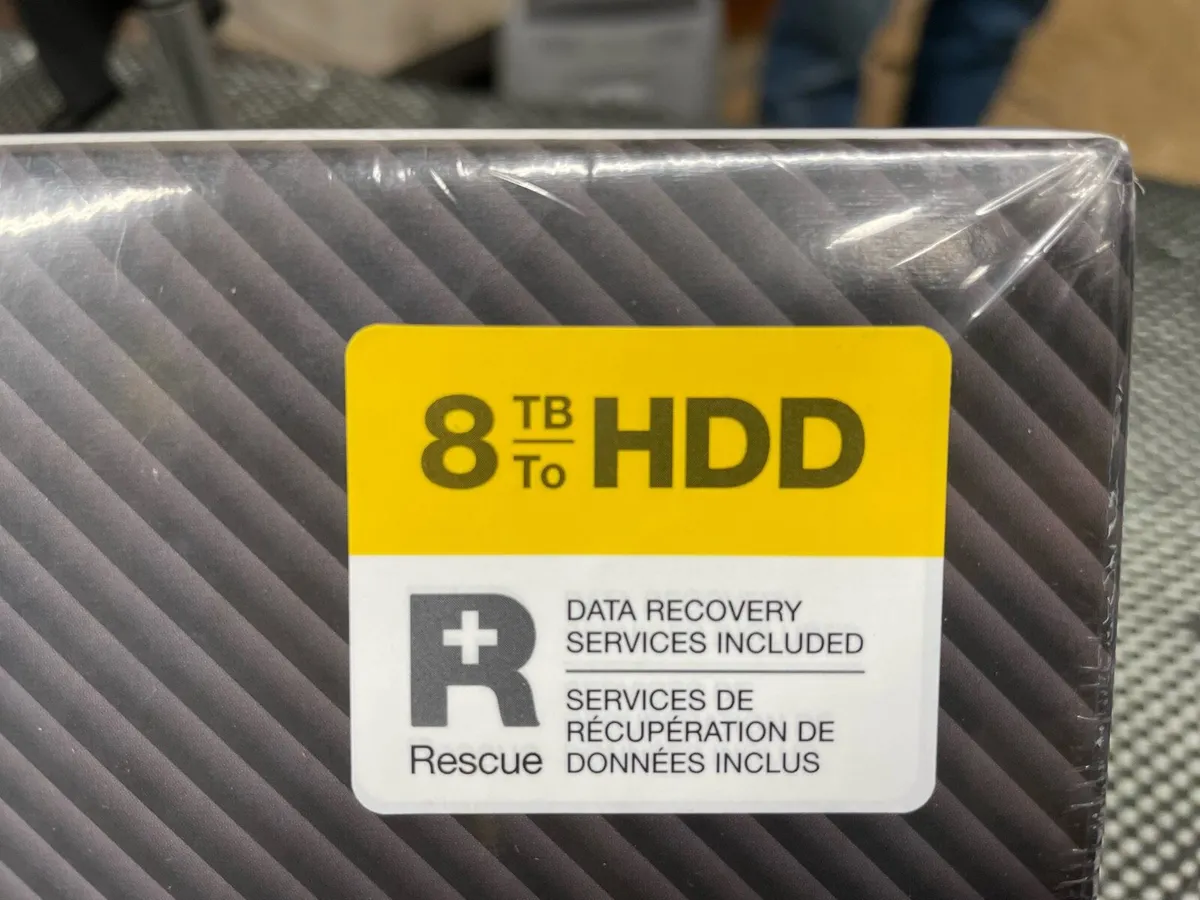 8 TB To HDD
R
Rescue
DATA RECOVERY
SERVICES INCLUDED
SERVICES DE
RÉCUPÉRATION DE
DONNÉES INCLUS